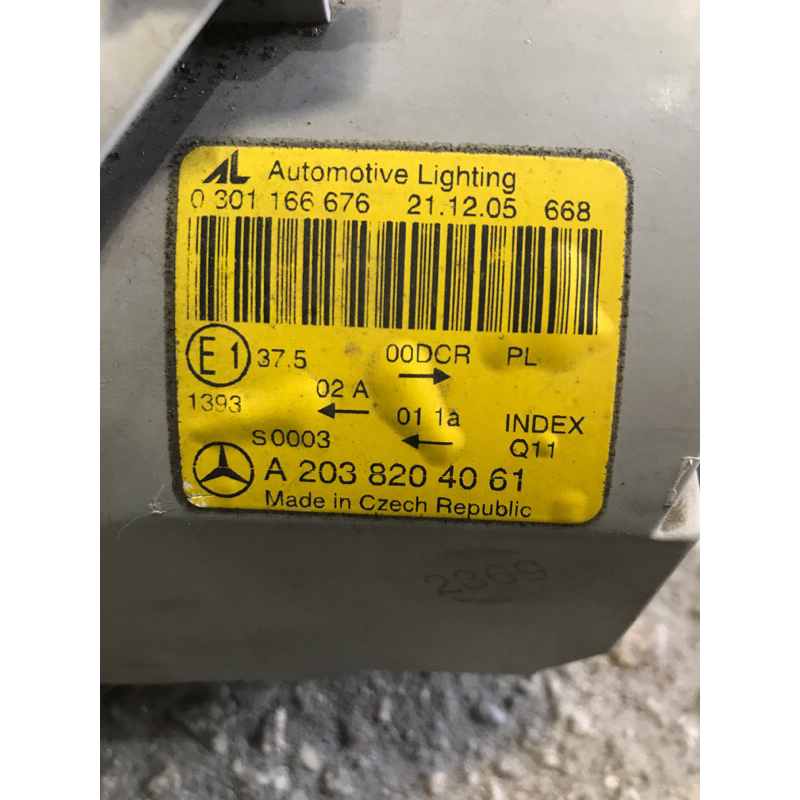 AL Automotive Lighting
0 301 166 676 21.12.05 668
E1 37.5 00DCR → PL
1393 02 A ← 01 1a ← INDEX
S0003 Q11
A 203 820 40 61
Made in Czech Republic
2369